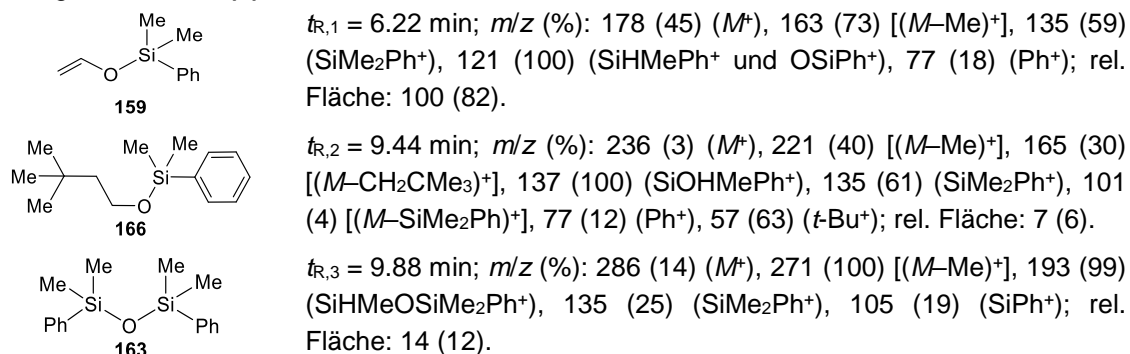 Me
Si
Me
O
Ph
159
t_R,1 = 6.22 min; m/z (%): 178 (45) (M⁺), 163 (73) [(M–Me)⁺], 135 (59)
(SiMe₂Ph⁺), 121 (100) (SiHMePh⁺ und OSiPh⁺), 77 (18) (Ph⁺); rel.
Fläche: 100 (82).
Me Me
Me
Me Si
Me O
166
t_R,2 = 9.44 min; m/z (%): 236 (3) (M⁺), 221 (40) [(M–Me)⁺], 165 (30)
[(M–CH₂CMe₃)⁺], 137 (100) (SiOHMePh⁺), 135 (61) (SiMe₂Ph⁺), 101
(4) [(M–SiMe₂Ph)⁺], 77 (12) (Ph⁺), 57 (63) (t-Bu⁺); rel. Fläche: 7 (6).
Me Me
Me Si Si Me
Ph O Ph
163
t_R,3 = 9.88 min; m/z (%): 286 (14) (M⁺), 271 (100) [(M–Me)⁺], 193 (99)
(SiHMeOSiMe₂Ph⁺), 135 (25) (SiMe₂Ph⁺), 105 (19) (SiPh⁺); rel.
Fläche: 14 (12).